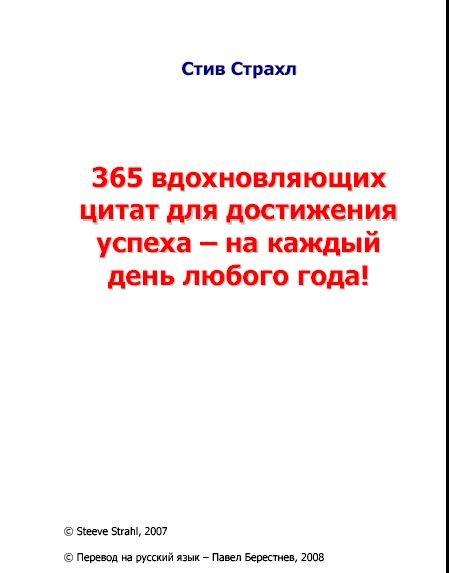 Стив Страхл
365 вдохновляющих
цитат для достижения
успеха – на каждый
день любого года!
© Steeve Strahl, 2007
© Перевод на русский язык – Павел Берестнев, 2008